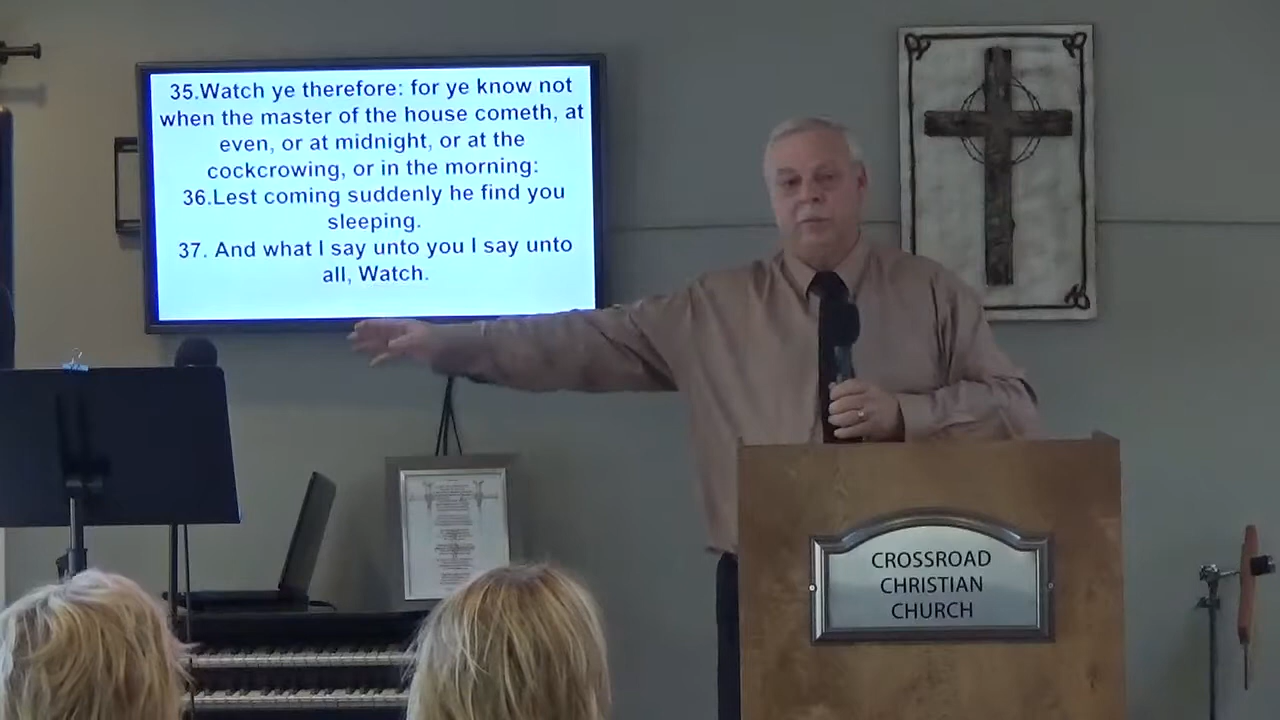 35.Watch ye therefore: for ye know not
when the master of the house cometh, at
even, or at midnight, or at the
cockcrowing, or in the morning:
36.Lest coming suddenly he find you
sleeping.
37. And what I say unto you I say unto
all, Watch.
CROSSROAD
CHRISTIAN
CHURCH